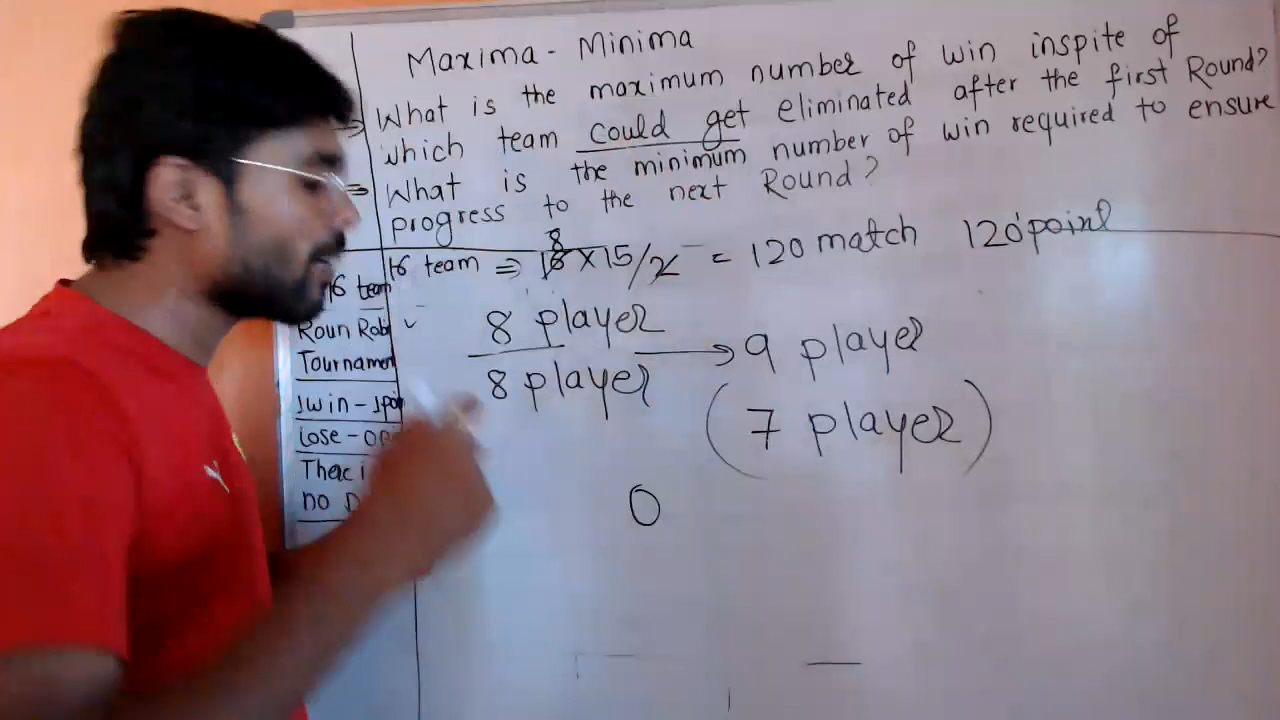 Maxima - Minima
What is the maximum number of win inspite of
which team could get eliminated after the first Round?
What is the minimum number of win required to ensure
progress to the next Round?
16 team ⇒ 8 16 × 15/2 = 120 match 120 point
16 team
Roun Rob
Tournamen
8 player
8 player → 9 player
(7 player)
1win - 1poi
Lose - 0
no D
0